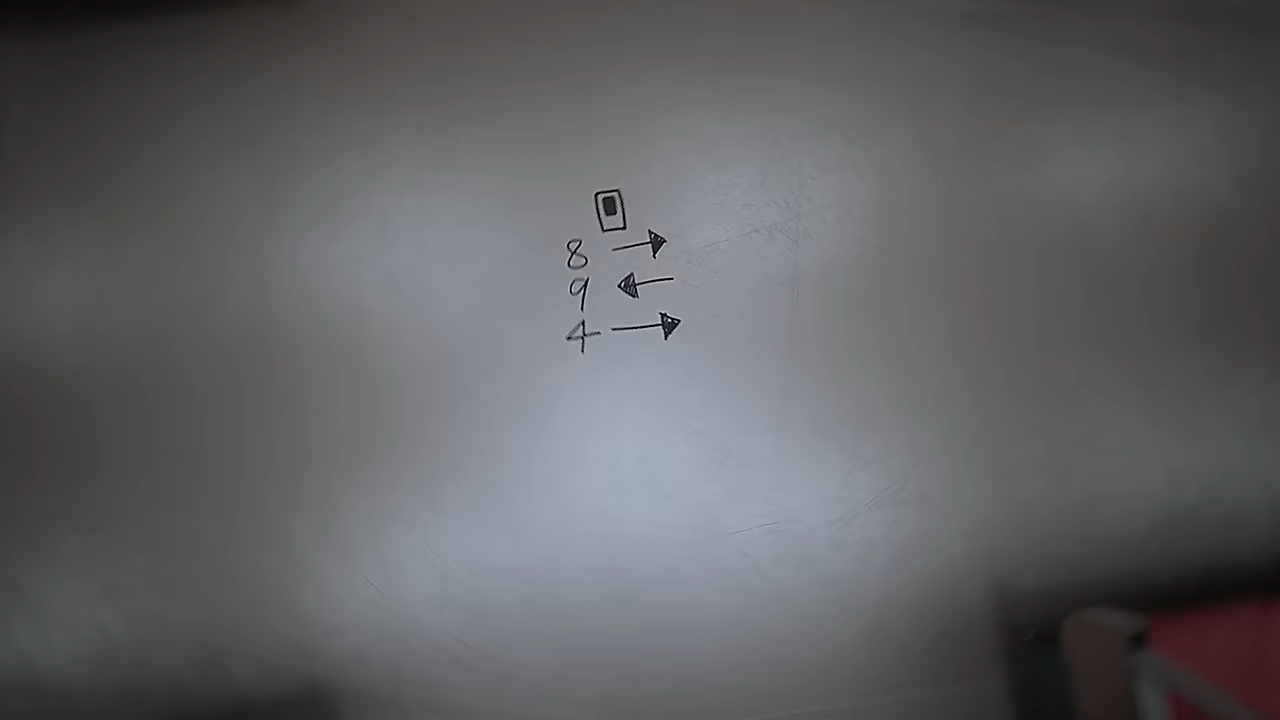 8 →
9 ←
4 →